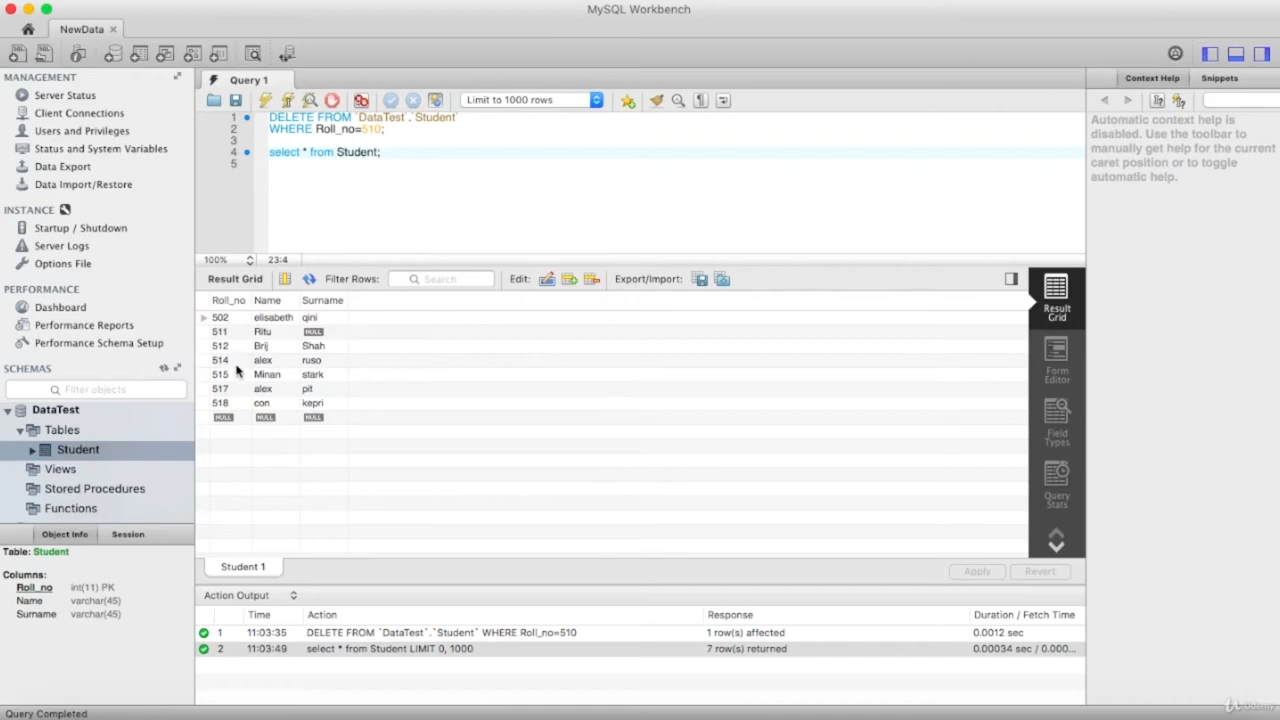 MySQL Workbench
NewData
MANAGEMENT
Server Status
Client Connections
Users and Privileges
Status and System Variables
Data Export
Data Import/Restore
INSTANCE
Startup / Shutdown
Server Logs
Options File
PERFORMANCE
Dashboard
Performance Reports
Performance Schema Setup
SCHEMAS
Filter objects
DataTest
Tables
Student
Views
Stored Procedures
Functions
Object Info Session
Table: Student
Columns:
Roll_no int(11) PK
Name varchar(45)
Surname varchar(45)
Query Completed
Query 1
Limit to 1000 rows
1 DELETE FROM `DataTest`.`Student`
2 WHERE Roll_no=510;
3
4 select * from Student;
5
100% 23:4
Result Grid Filter Rows: Search Edit: Export/Import:
Roll_no Name Surname
502 elisabeth qini
511 Ritu NULL
512 Brij Shah
514 alex ruso
515 Minan stark
517 alex pit
518 con kepri
NULL NULL NULL
Result
Grid
Form
Editor
Field
Types
Query
Stats
Student 1
Apply Revert
Action Output
Time Action Response Duration / Fetch Time
1 11:03:35 DELETE FROM `DataTest`.`Student` WHERE Roll_no=510 1 row(s) affected 0.0012 sec
2 11:03:49 select * from Student LIMIT 0, 1000 7 row(s) returned 0.00034 sec / 0.000...
Context Help Snippets
Automatic context help is
disabled. Use the toolbar to
manually get help for the current
caret position or to toggle
automatic help.
Udemy